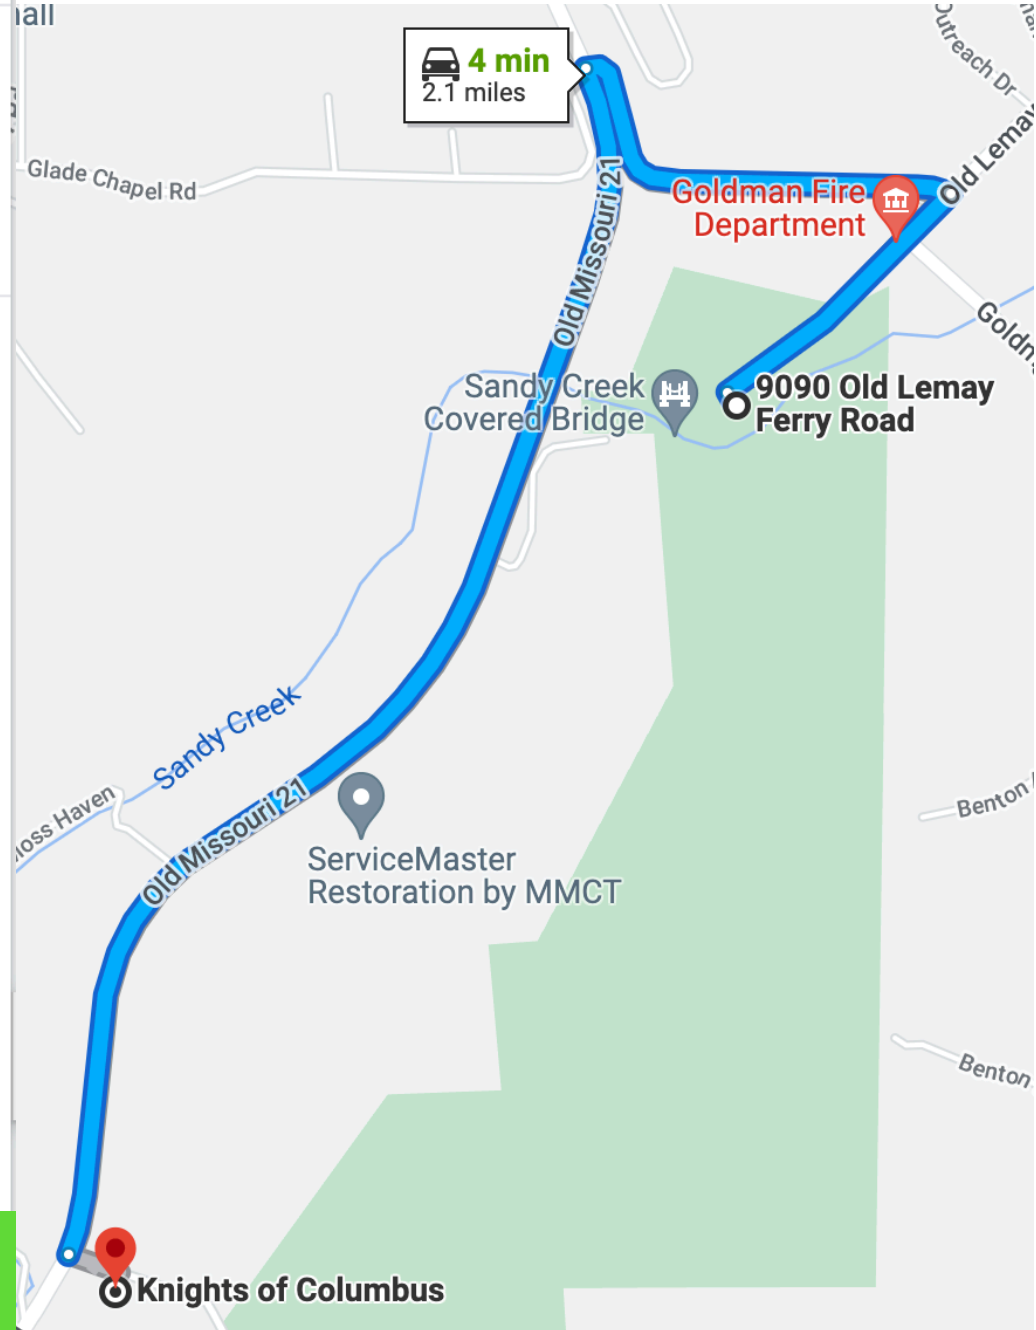 4 min
2.1 miles
Outreach Dr
Glade Chapel Rd
Old Missouri 21
Goldman Fire
Department
Old Lemay
Sandy Creek
Covered Bridge
9090 Old Lemay
Ferry Road
Sandy Creek
Old Missouri 21
ServiceMaster
Restoration by MMCT
Benton
Benton
Knights of Columbus